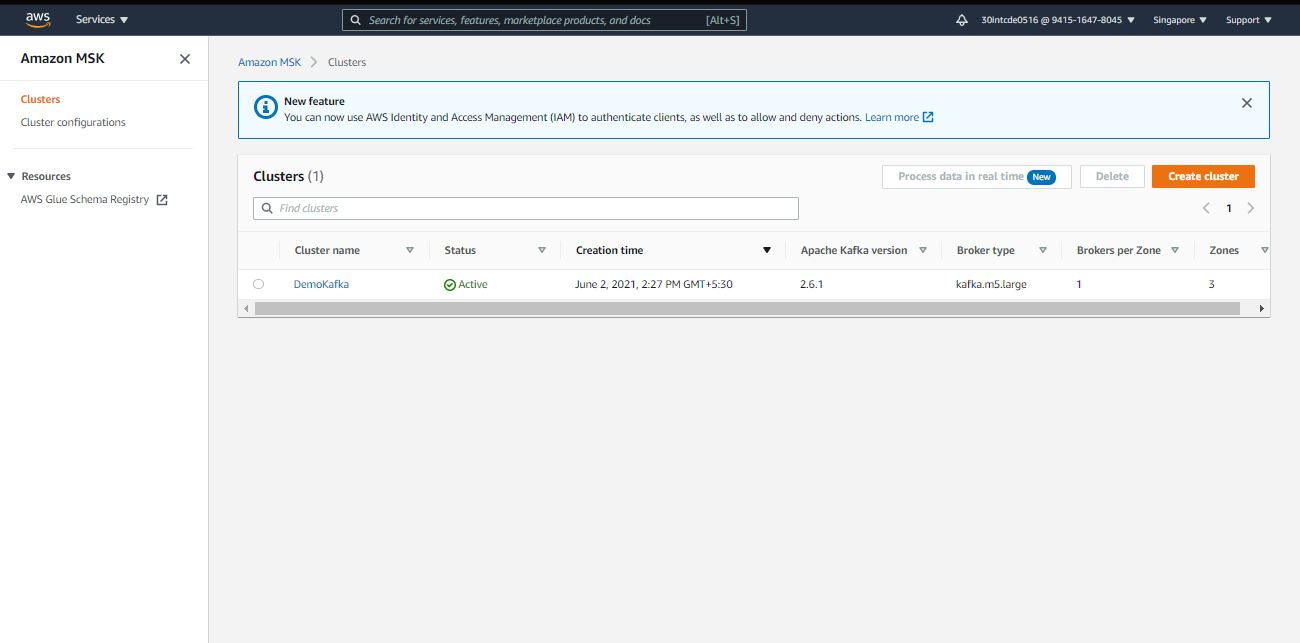 aws Services Search for services, features, marketplace products, and docs [Alt+S] 30intcde0516 @ 9415-1647-8045 Singapore Support
Amazon MSK
Clusters
Cluster configurations
Resources
AWS Glue Schema Registry
Amazon MSK Clusters
New feature
You can now use AWS Identity and Access Management (IAM) to authenticate clients, as well as to allow and deny actions. Learn more
Clusters (1) Process data in real time New Delete Create cluster
Find clusters 1
Cluster name Status Creation time Apache Kafka version Broker type Brokers per Zone Zones
DemoKafka Active June 2, 2021, 2:27 PM GMT+5:30 2.6.1 kafka.m5.large 1 3